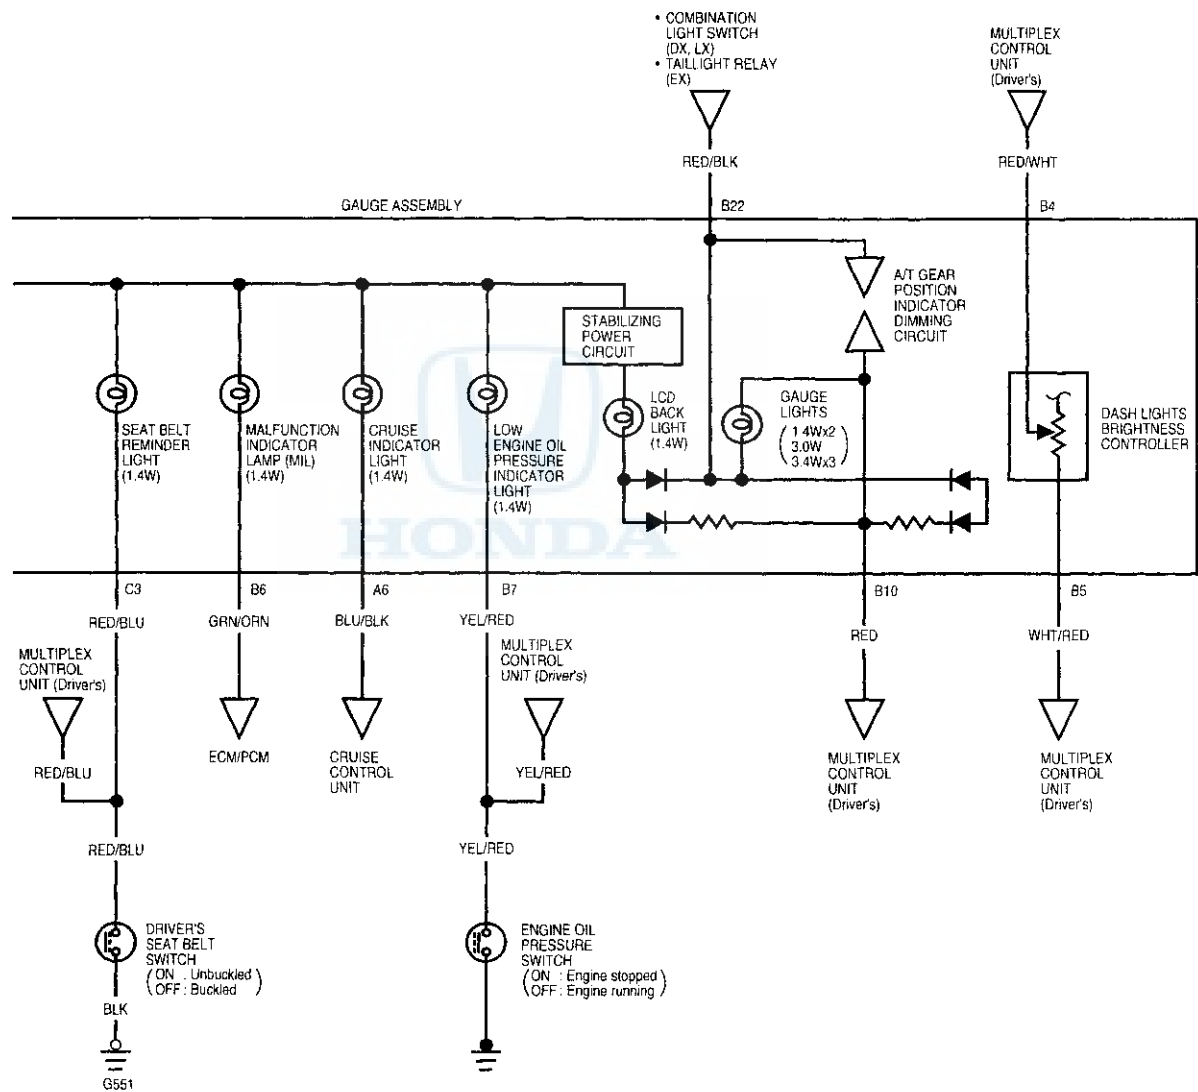 • COMBINATION
LIGHT SWITCH
(DX, LX)
• TAILLIGHT RELAY
(EX)
MULTIPLEX
CONTROL
UNIT
(Driver's)
RED/BLK
RED/WHT
GAUGE ASSEMBLY
B22
B4
A/T GEAR
POSITION
INDICATOR
DIMMING
CIRCUIT
STABILIZING
POWER
CIRCUIT
SEAT BELT
REMINDER
LIGHT
(1.4W)
MALFUNCTION
INDICATOR
LAMP (MIL)
(1.4W)
CRUISE
INDICATOR
LIGHT
(1.4W)
LOW
ENGINE OIL
PRESSURE
INDICATOR
LIGHT
(1.4W)
LCD
BACK
LIGHT
(1.4W)
GAUGE
LIGHTS
(1.4Wx2
3.0W
3.4Wx3)
DASH LIGHTS
BRIGHTNESS
CONTROLLER
HONDA
C3
B6
A6
B7
B10
B5
RED/BLU
GRN/ORN
BLU/BLK
YEL/RED
RED
WHT/RED
MULTIPLEX
CONTROL
UNIT (Driver's)
MULTIPLEX
CONTROL
UNIT (Driver's)
ECM/PCM
CRUISE
CONTROL
UNIT
MULTIPLEX
CONTROL
UNIT
(Driver's)
MULTIPLEX
CONTROL
UNIT
(Driver's)
RED/BLU
YEL/RED
RED/BLU
YEL/RED
DRIVER'S
SEAT BELT
SWITCH
(ON : Unbuckled
OFF : Buckled)
ENGINE OIL
PRESSURE
SWITCH
(ON : Engine stopped
OFF : Engine running)
BLK
G551